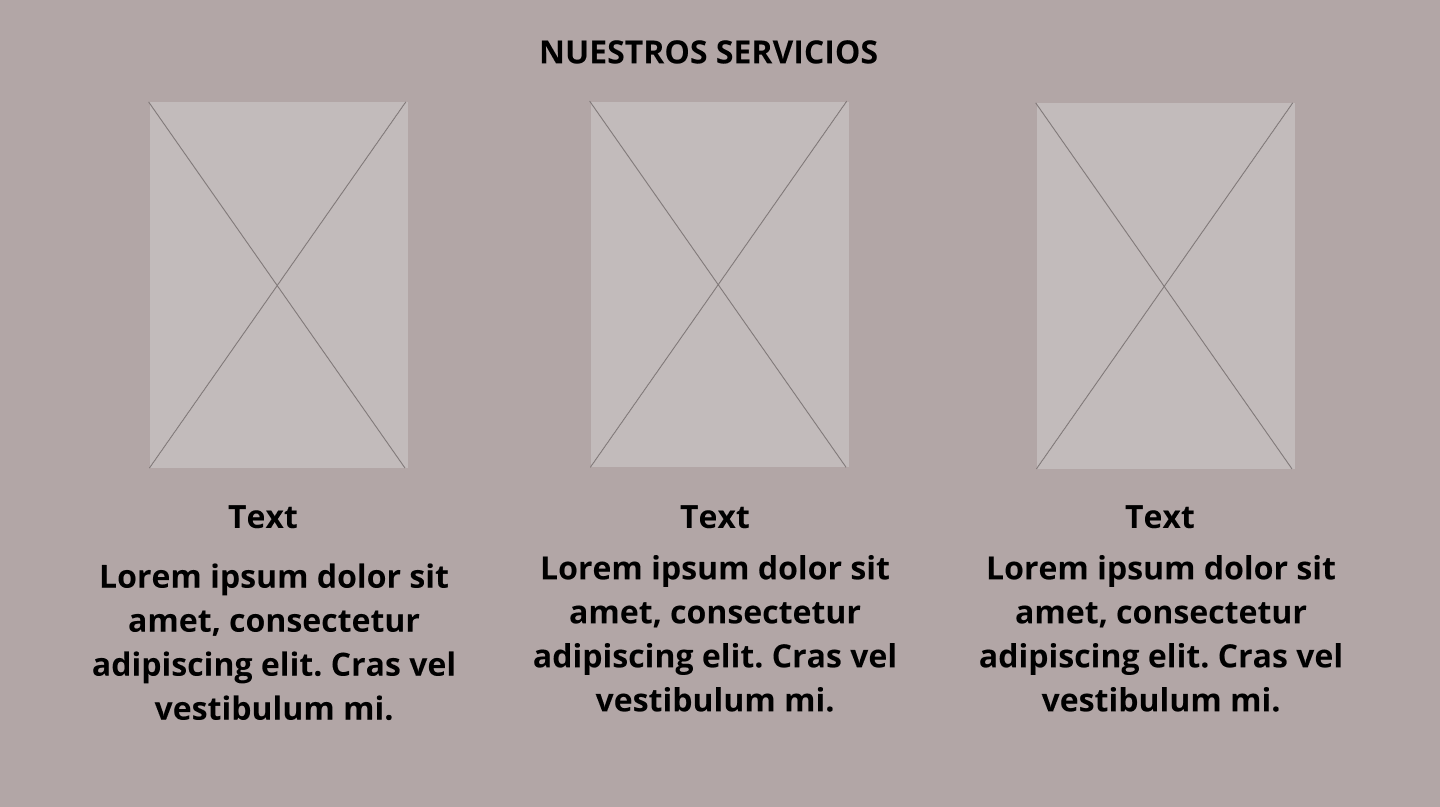 NUESTROS SERVICIOS
Text
Lorem ipsum dolor sit
amet, consectetur
adipiscing elit. Cras vel
vestibulum mi.
Text
Lorem ipsum dolor sit
amet, consectetur
adipiscing elit. Cras vel
vestibulum mi.
Text
Lorem ipsum dolor sit
amet, consectetur
adipiscing elit. Cras vel
vestibulum mi.